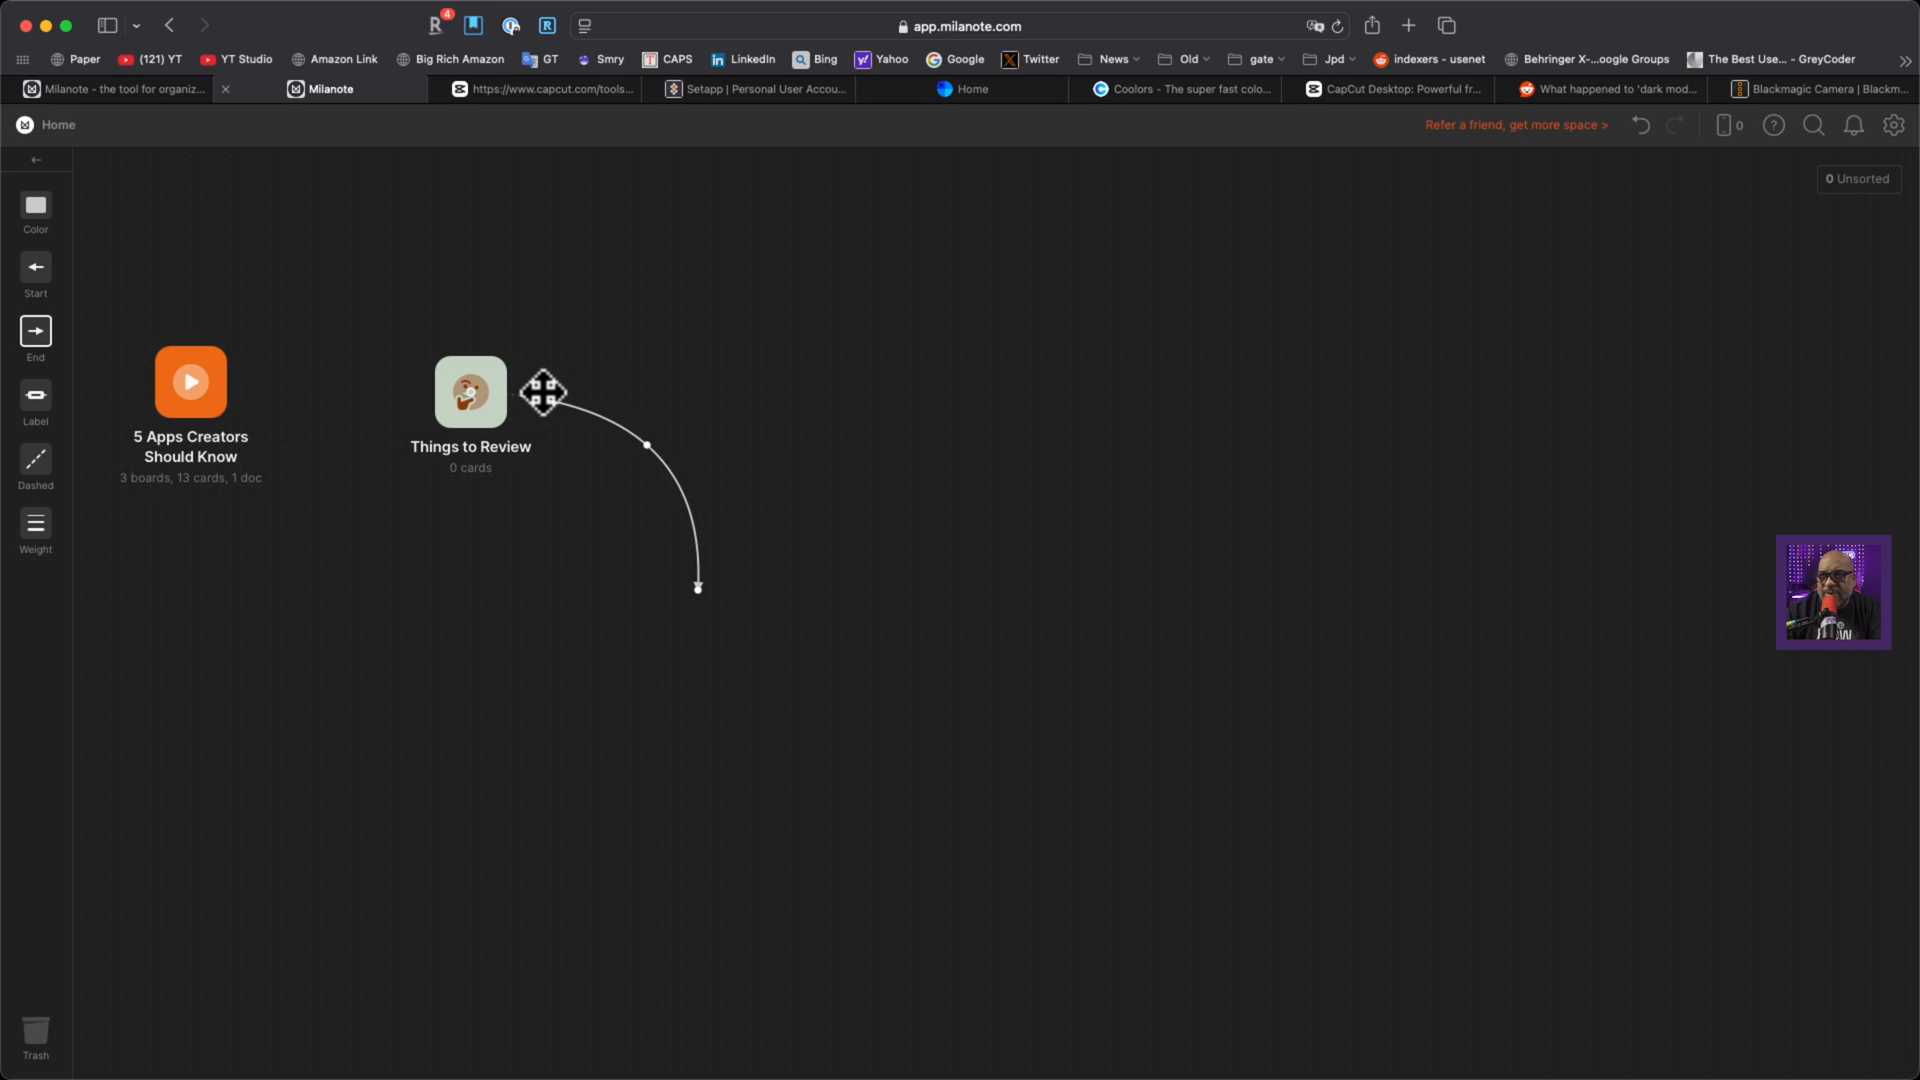 4
app.milanote.com
Paper
(121) YT
YT Studio
Amazon Link
Big Rich Amazon
GT
Smry
CAPS
LinkedIn
Bing
Yahoo
Google
Twitter
News
Old
gate
Jpd
indexers - usenet
Behringer X-...oogle Groups
The Best Use... - GreyCoder
Milanote - the tool for organiz...
Milanote
https://www.capcut.com/tools...
Setapp | Personal User Accou...
Home
Coolors - The super fast colo...
CapCut Desktop: Powerful fr...
What happened to 'dark mod...
Blackmagic Camera | Blackm...
Home
Refer a friend, get more space >
0
0 Unsorted
Color
Start
End
Label
Dashed
Weight
Trash
5 Apps Creators
Should Know
3 boards, 13 cards, 1 doc
Things to Review
0 cards